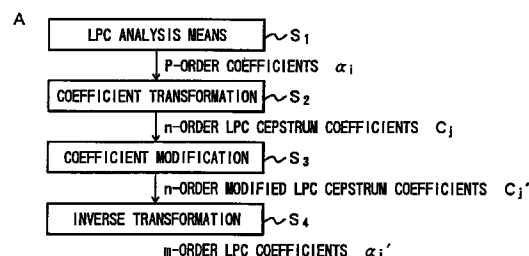 A
LPC ANALYSIS MEANS S1
P-ORDER COEFFICIENTS αi
COEFFICIENT TRANSFORMATION S2
n-ORDER LPC CEPSTRUM COEFFICIENTS Cj
COEFFICIENT MODIFICATION S3
n-ORDER MODIFIED LPC CEPSTRUM COEFFICIENTS Cj'
INVERSE TRANSFORMATION S4
m-ORDER LPC COEFFICIENTS αi'